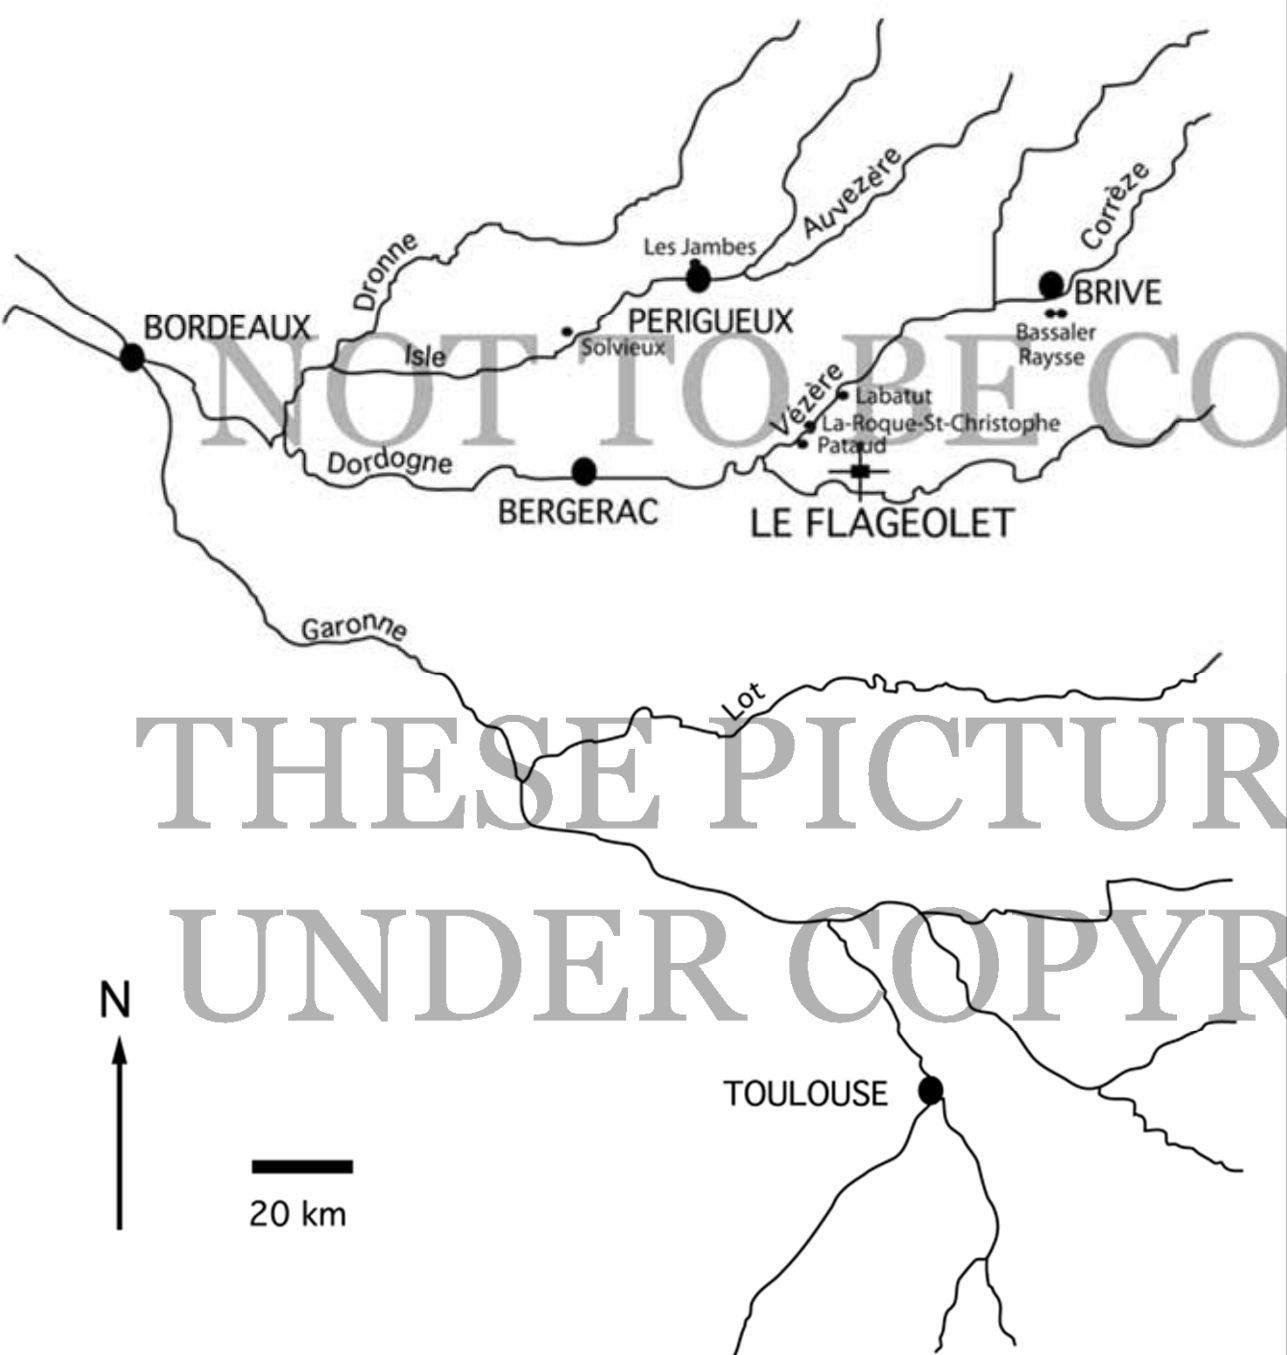 Auvezère
Corrèze
Dronne
Les Jambes
BRIVE
BORDEAUX
PERIGUEUX
Bassaler
Raysse
Solvieux
Isle
NOT TO BE CO
Vézère
Labatut
La-Roque-St-Christophe
Pataud
Dordogne
BERGERAC
LE FLAGEOLET
Garonne
Lot
THESE PICTUR
UNDER COPYR
N
TOULOUSE
20 km